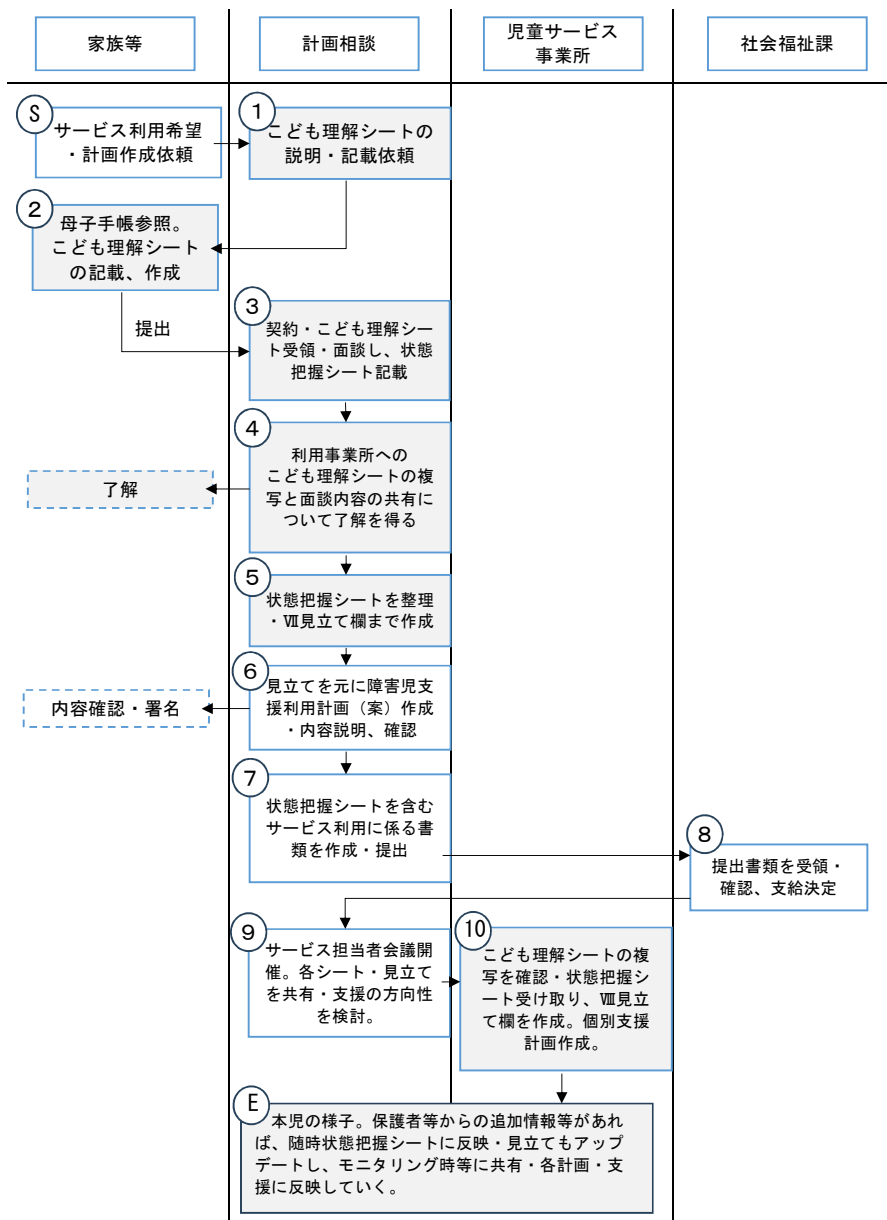 家族等
計画相談
児童サービス
事業所
社会福祉課
S
サービス利用希望
・計画作成依頼
1
こども理解シートの
説明・記載依頼
2
母子手帳参照。
こども理解シート
の記載、作成
提出
3
契約・こども理解シー
ト受領・面談し、状態
把握シート記載
4
利用事業所への
こども理解シートの複
写と面談内容の共有に
ついて了解を得る
了解
5
状態把握シートを整理
・Ⅶ見立て欄まで作成
6
見立てを元に障害児支
援利用計画（案）作成
・内容説明、確認
内容確認・署名
7
状態把握シートを含む
サービス利用に係る書
類を作成・提出
8
提出書類を受領・
確認、支給決定
9
サービス担当者会議開
催。各シート・見立て
を共有・支援の方向性
を検討。
10
こども理解シートの複
写を確認・状態把握シ
ート受け取り、Ⅷ見立
て欄を作成。個別支援
計画作成。
E
本児の様子。保護者等からの追加情報等があれ
ば、随時状態把握シートに反映・見立てもアップ
デートし、モニタリング時等に共有・各計画・支
援に反映していく。